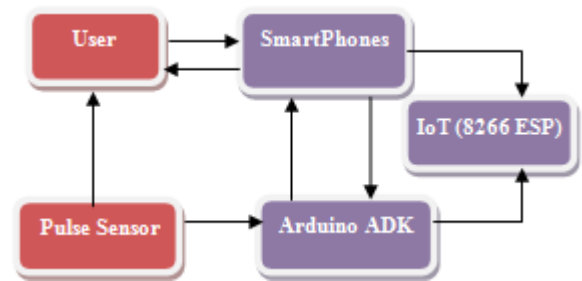 User
SmartPhones
IoT (8266 ESP)
Pulse Sensor
Arduino ADK